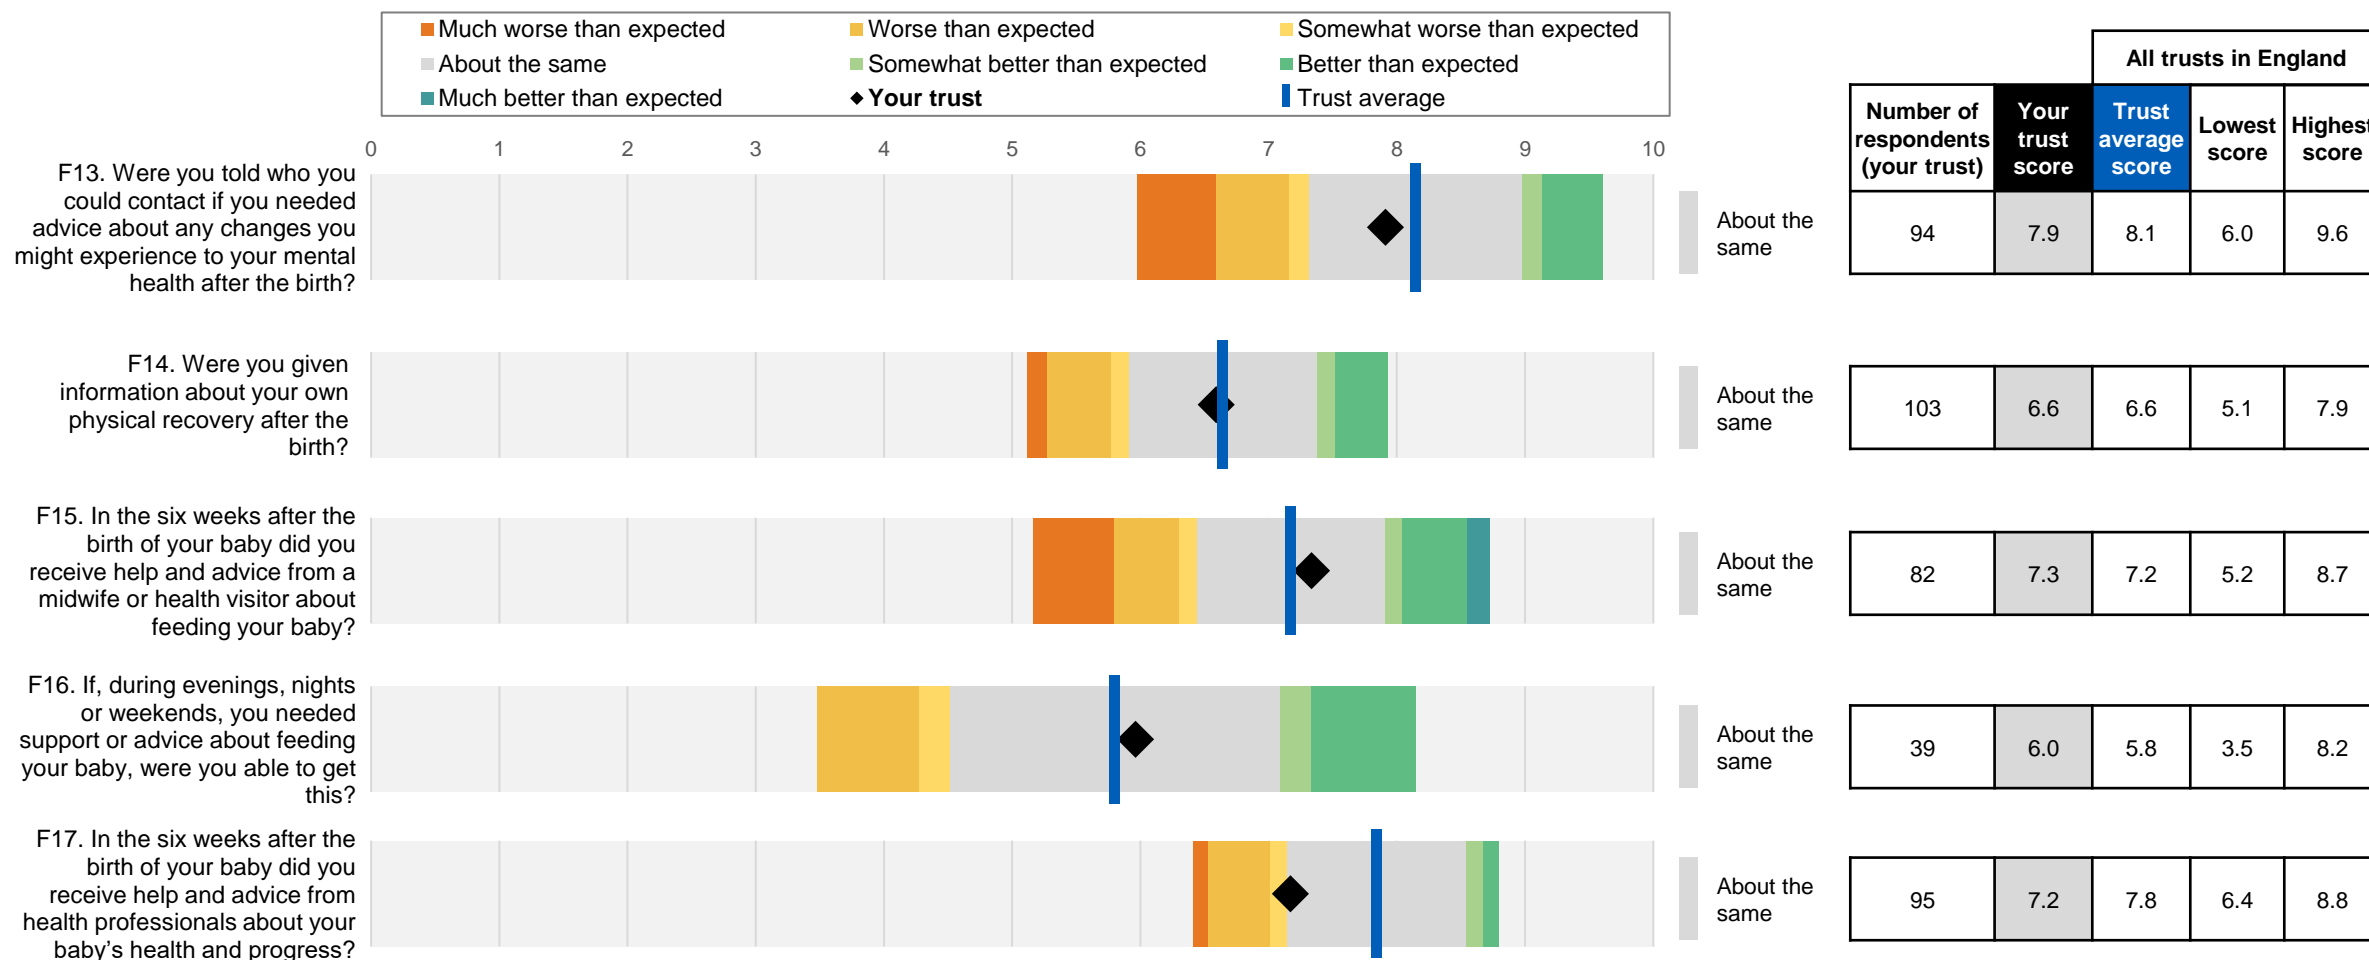 Much worse than expected
Worse than expected
Somewhat worse than expected
About the same
Somewhat better than expected
Better than expected
Much better than expected
Your trust
Trust average
All trusts in England
Number of
respondents
(your trust)
Your
trust
score
Trust
average
score
Lowest
score
Highest
score
0 1 2 3 4 5 6 7 8 9 10
F13. Were you told who you
could contact if you needed
advice about any changes you
might experience to your mental
health after the birth?
About the
same
94 7.9 8.1 6.0 9.6
F14. Were you given
information about your own
physical recovery after the
birth?
About the
same
103 6.6 6.6 5.1 7.9
F15. In the six weeks after the
birth of your baby did you
receive help and advice from a
midwife or health visitor about
feeding your baby?
About the
same
82 7.3 7.2 5.2 8.7
F16. If, during evenings, nights
or weekends, you needed
support or advice about feeding
your baby, were you able to get
this?
About the
same
39 6.0 5.8 3.5 8.2
F17. In the six weeks after the
birth of your baby did you
receive help and advice from
health professionals about your
baby's health and progress?
About the
same
95 7.2 7.8 6.4 8.8